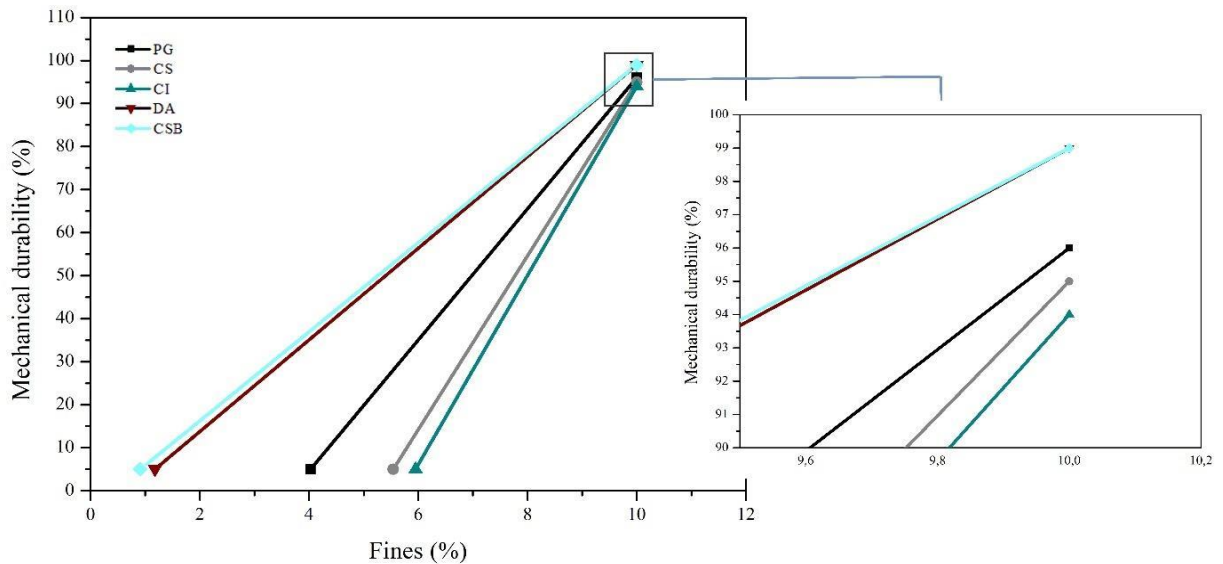 110
100
90
80
70
60
50
40
30
20
10
0
Mechanical durability (%)
PG
CS
CI
DA
CSB
0 2 4 6 8 10 12
Fines (%)
100
99
98
97
96
95
94
93
92
91
90
Mechanical durability (%)
9,6 9,8 10,0 10,2